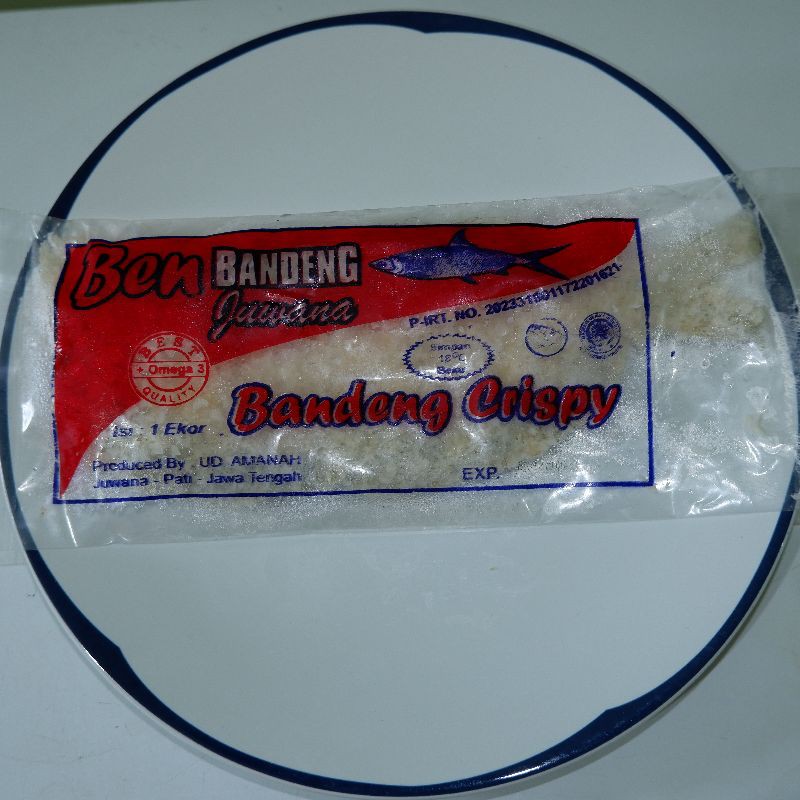 Ben BANDENG
Juwana
P-IRT. NO.
BEST
+ Omega 3
QUALITY
Simpan
18°C
Beku
Bandeng Crispy
Isi : 1 Ekor
Produced By UD AMANAH
Juwana - Pati - Jawa Tengah
EXP.